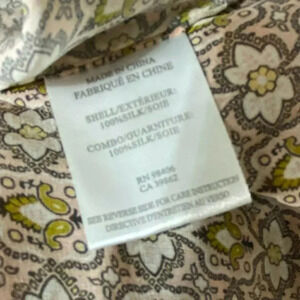 MADE IN CHINA
FABRIQUÉ EN CHINE
SHELL/EXTÉRIEUR:
100%SILK/SOIE
COMBO/GUARNITURE:
100%SILK/SOIE
RN 98406
CA 39962
SEE REVERSE SIDE FOR CARE INSTRUCTION
DIRECTIVE D'ENTRETIEN AU VERSO